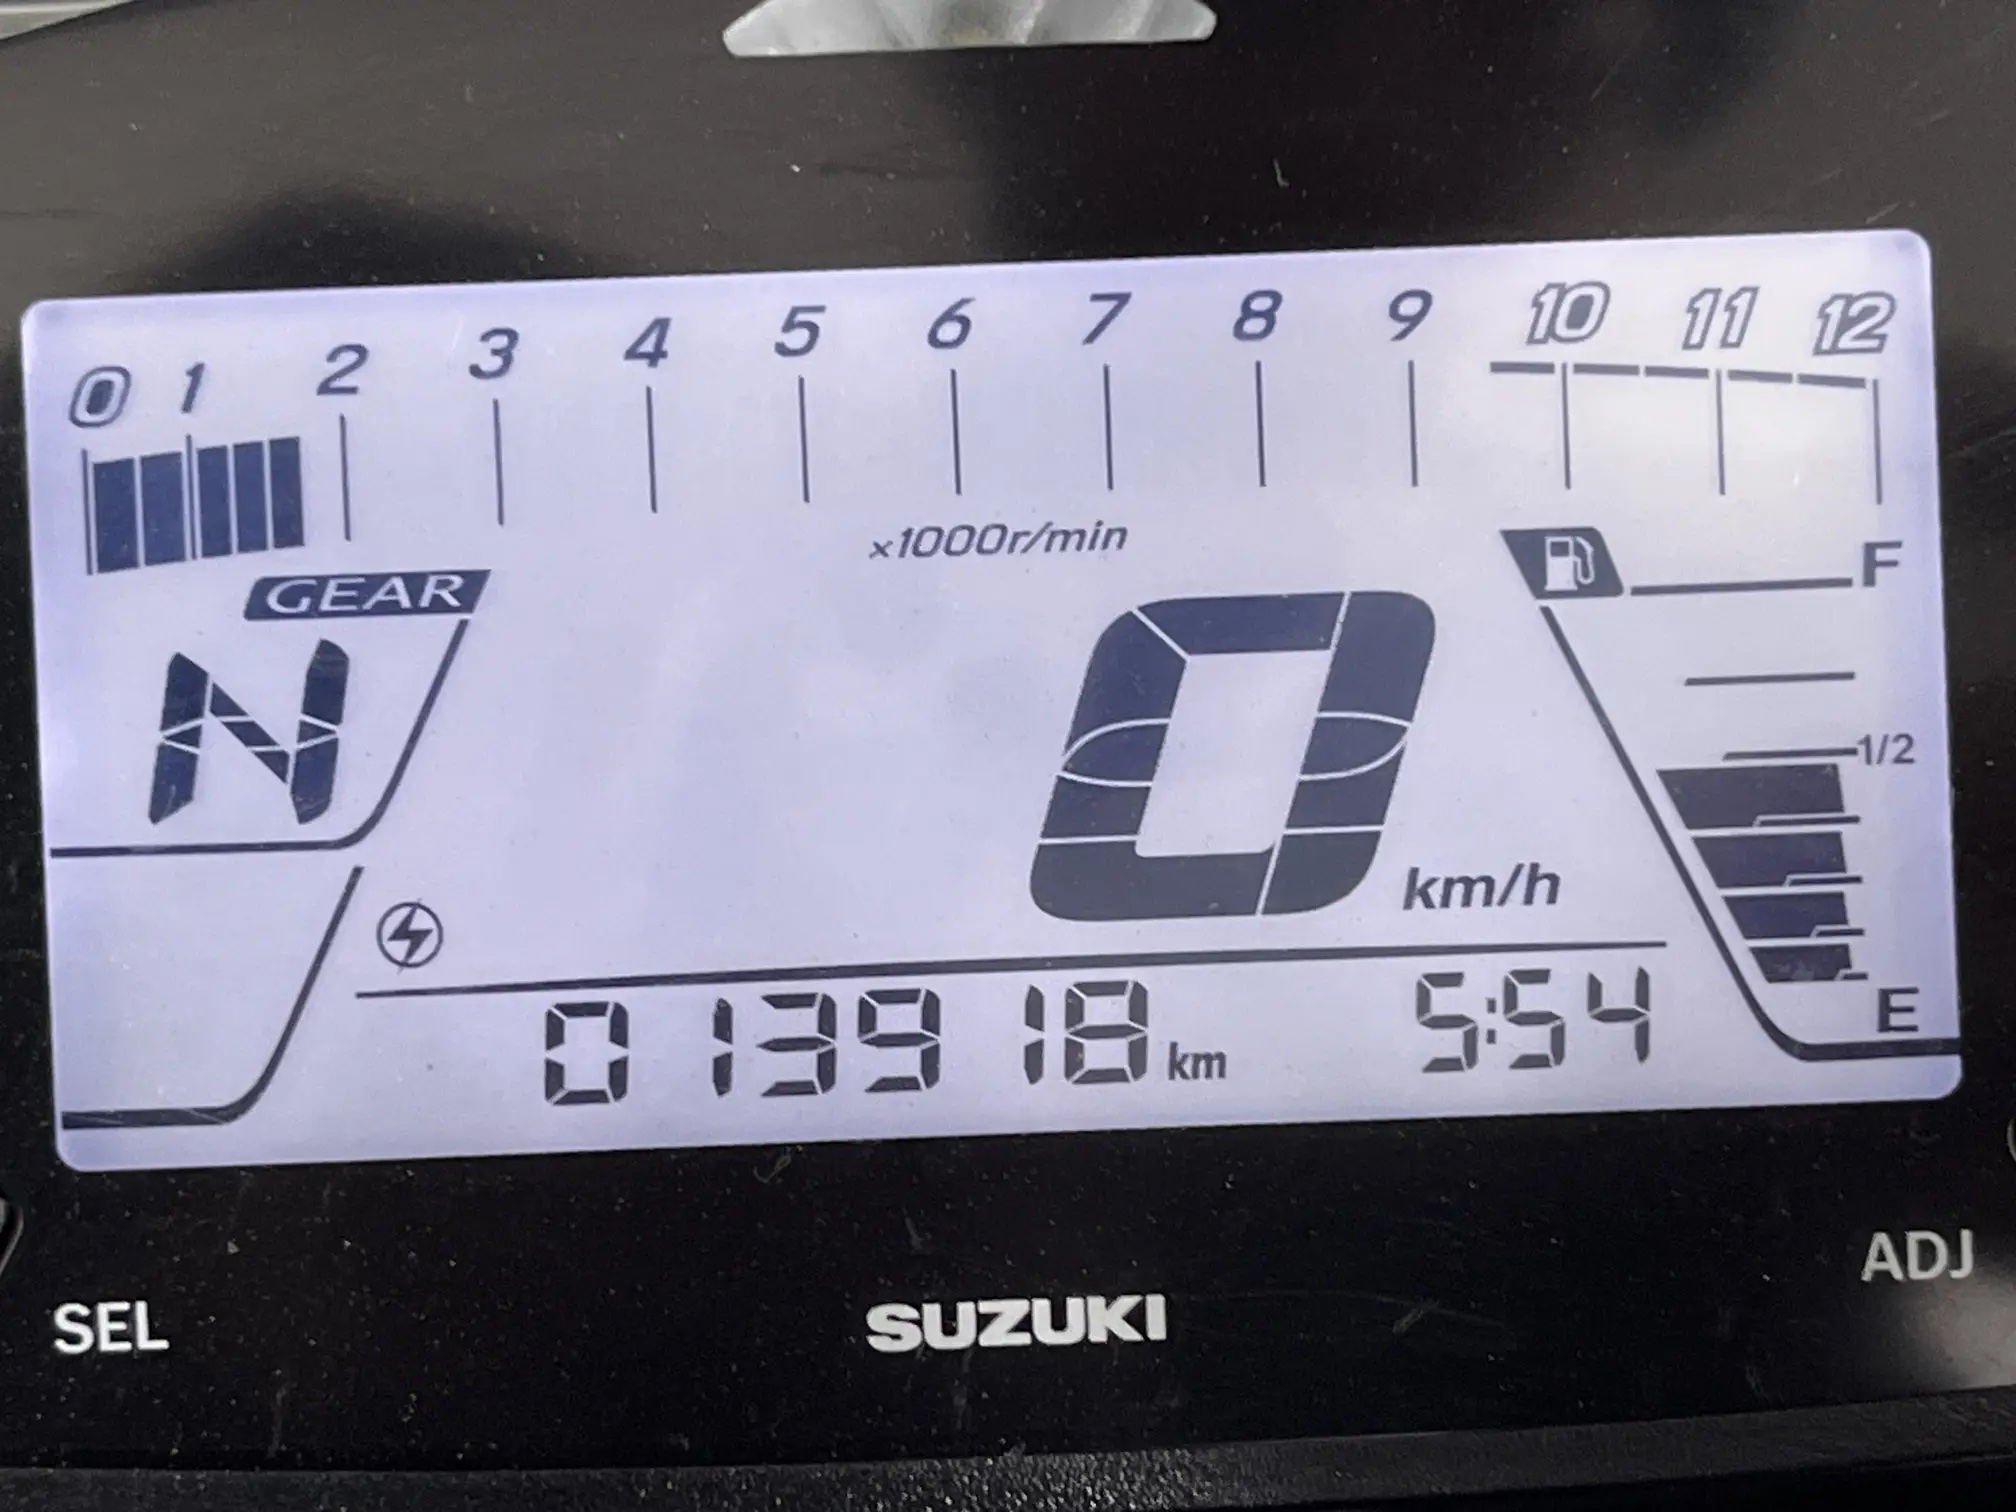 0 1 2 3 4 5 6 7 8 9 10 11 12
×1000r/min
GEAR
F
N
0 km/h
1/2
E
013918 km 5:54
SEL
SUZUKI
ADJ